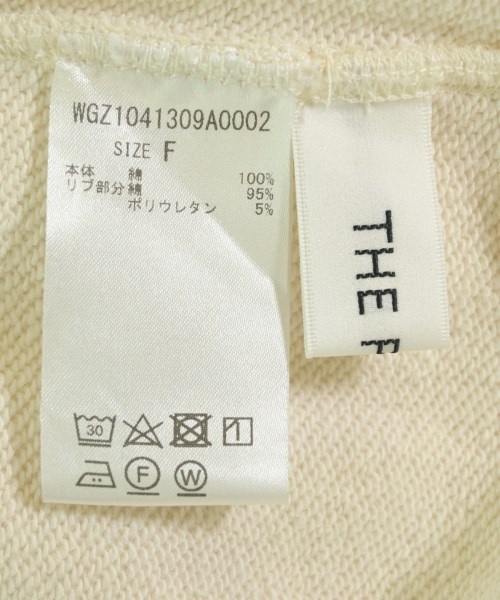 WGZ1041309A0002
SIZE F
本体 綿 100%
リブ部分 綿 95%
ポリウレタン 5%
30
F W
THE